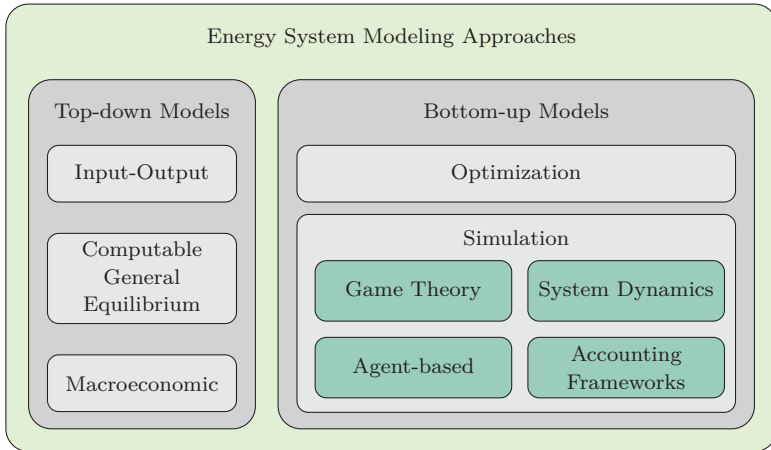 Energy System Modeling Approaches
Top-down Models
Input-Output
Computable
General
Equilibrium
Macroeconomic
Bottom-up Models
Optimization
Simulation
Game Theory
System Dynamics
Agent-based
Accounting
Frameworks